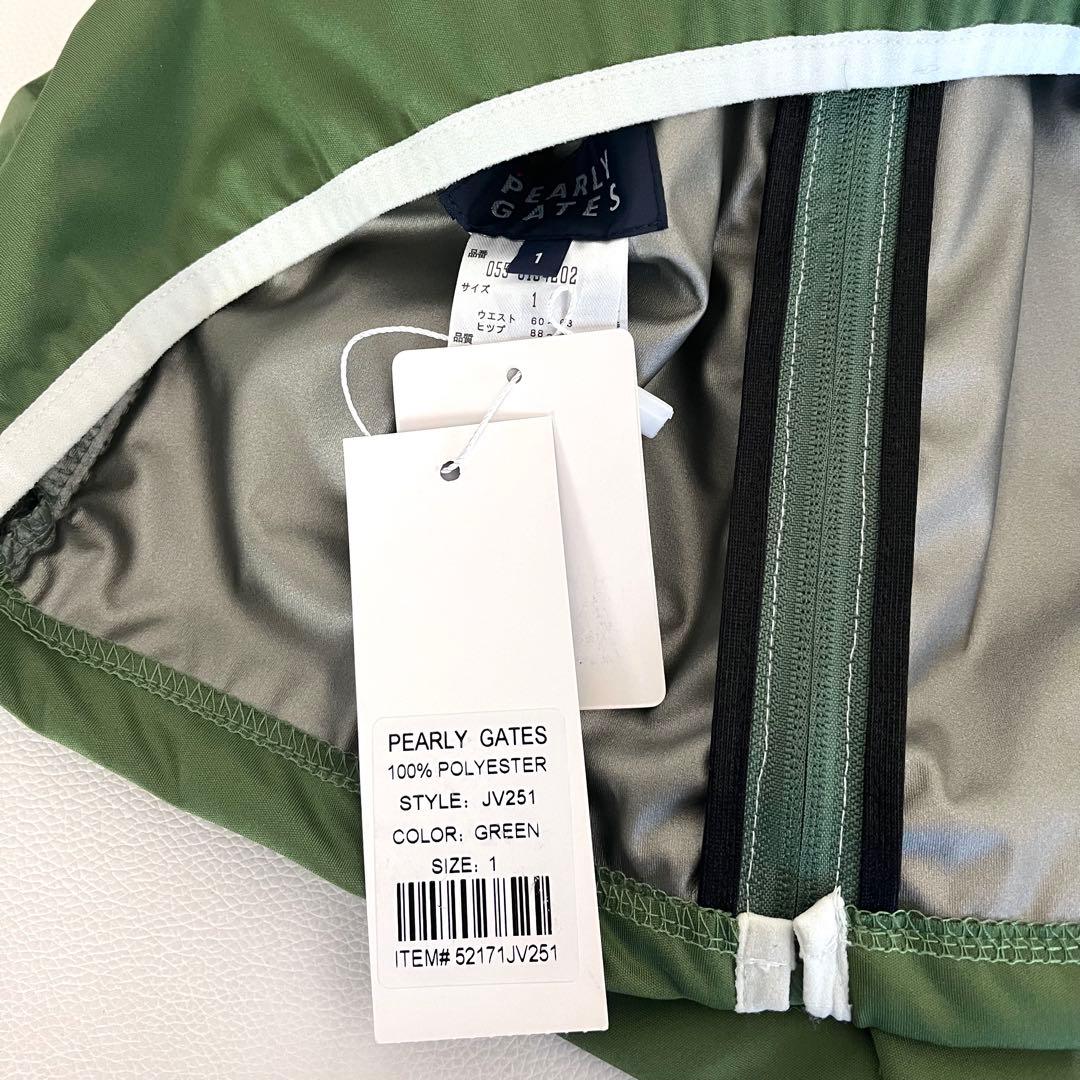 PEARLY
GATES
1
品番
サイズ 1
ウエスト
ヒップ
品質
PEARLY GATES
100% POLYESTER
STYLE: JV251
COLOR: GREEN
SIZE: 1
ITEM# 52171JV251